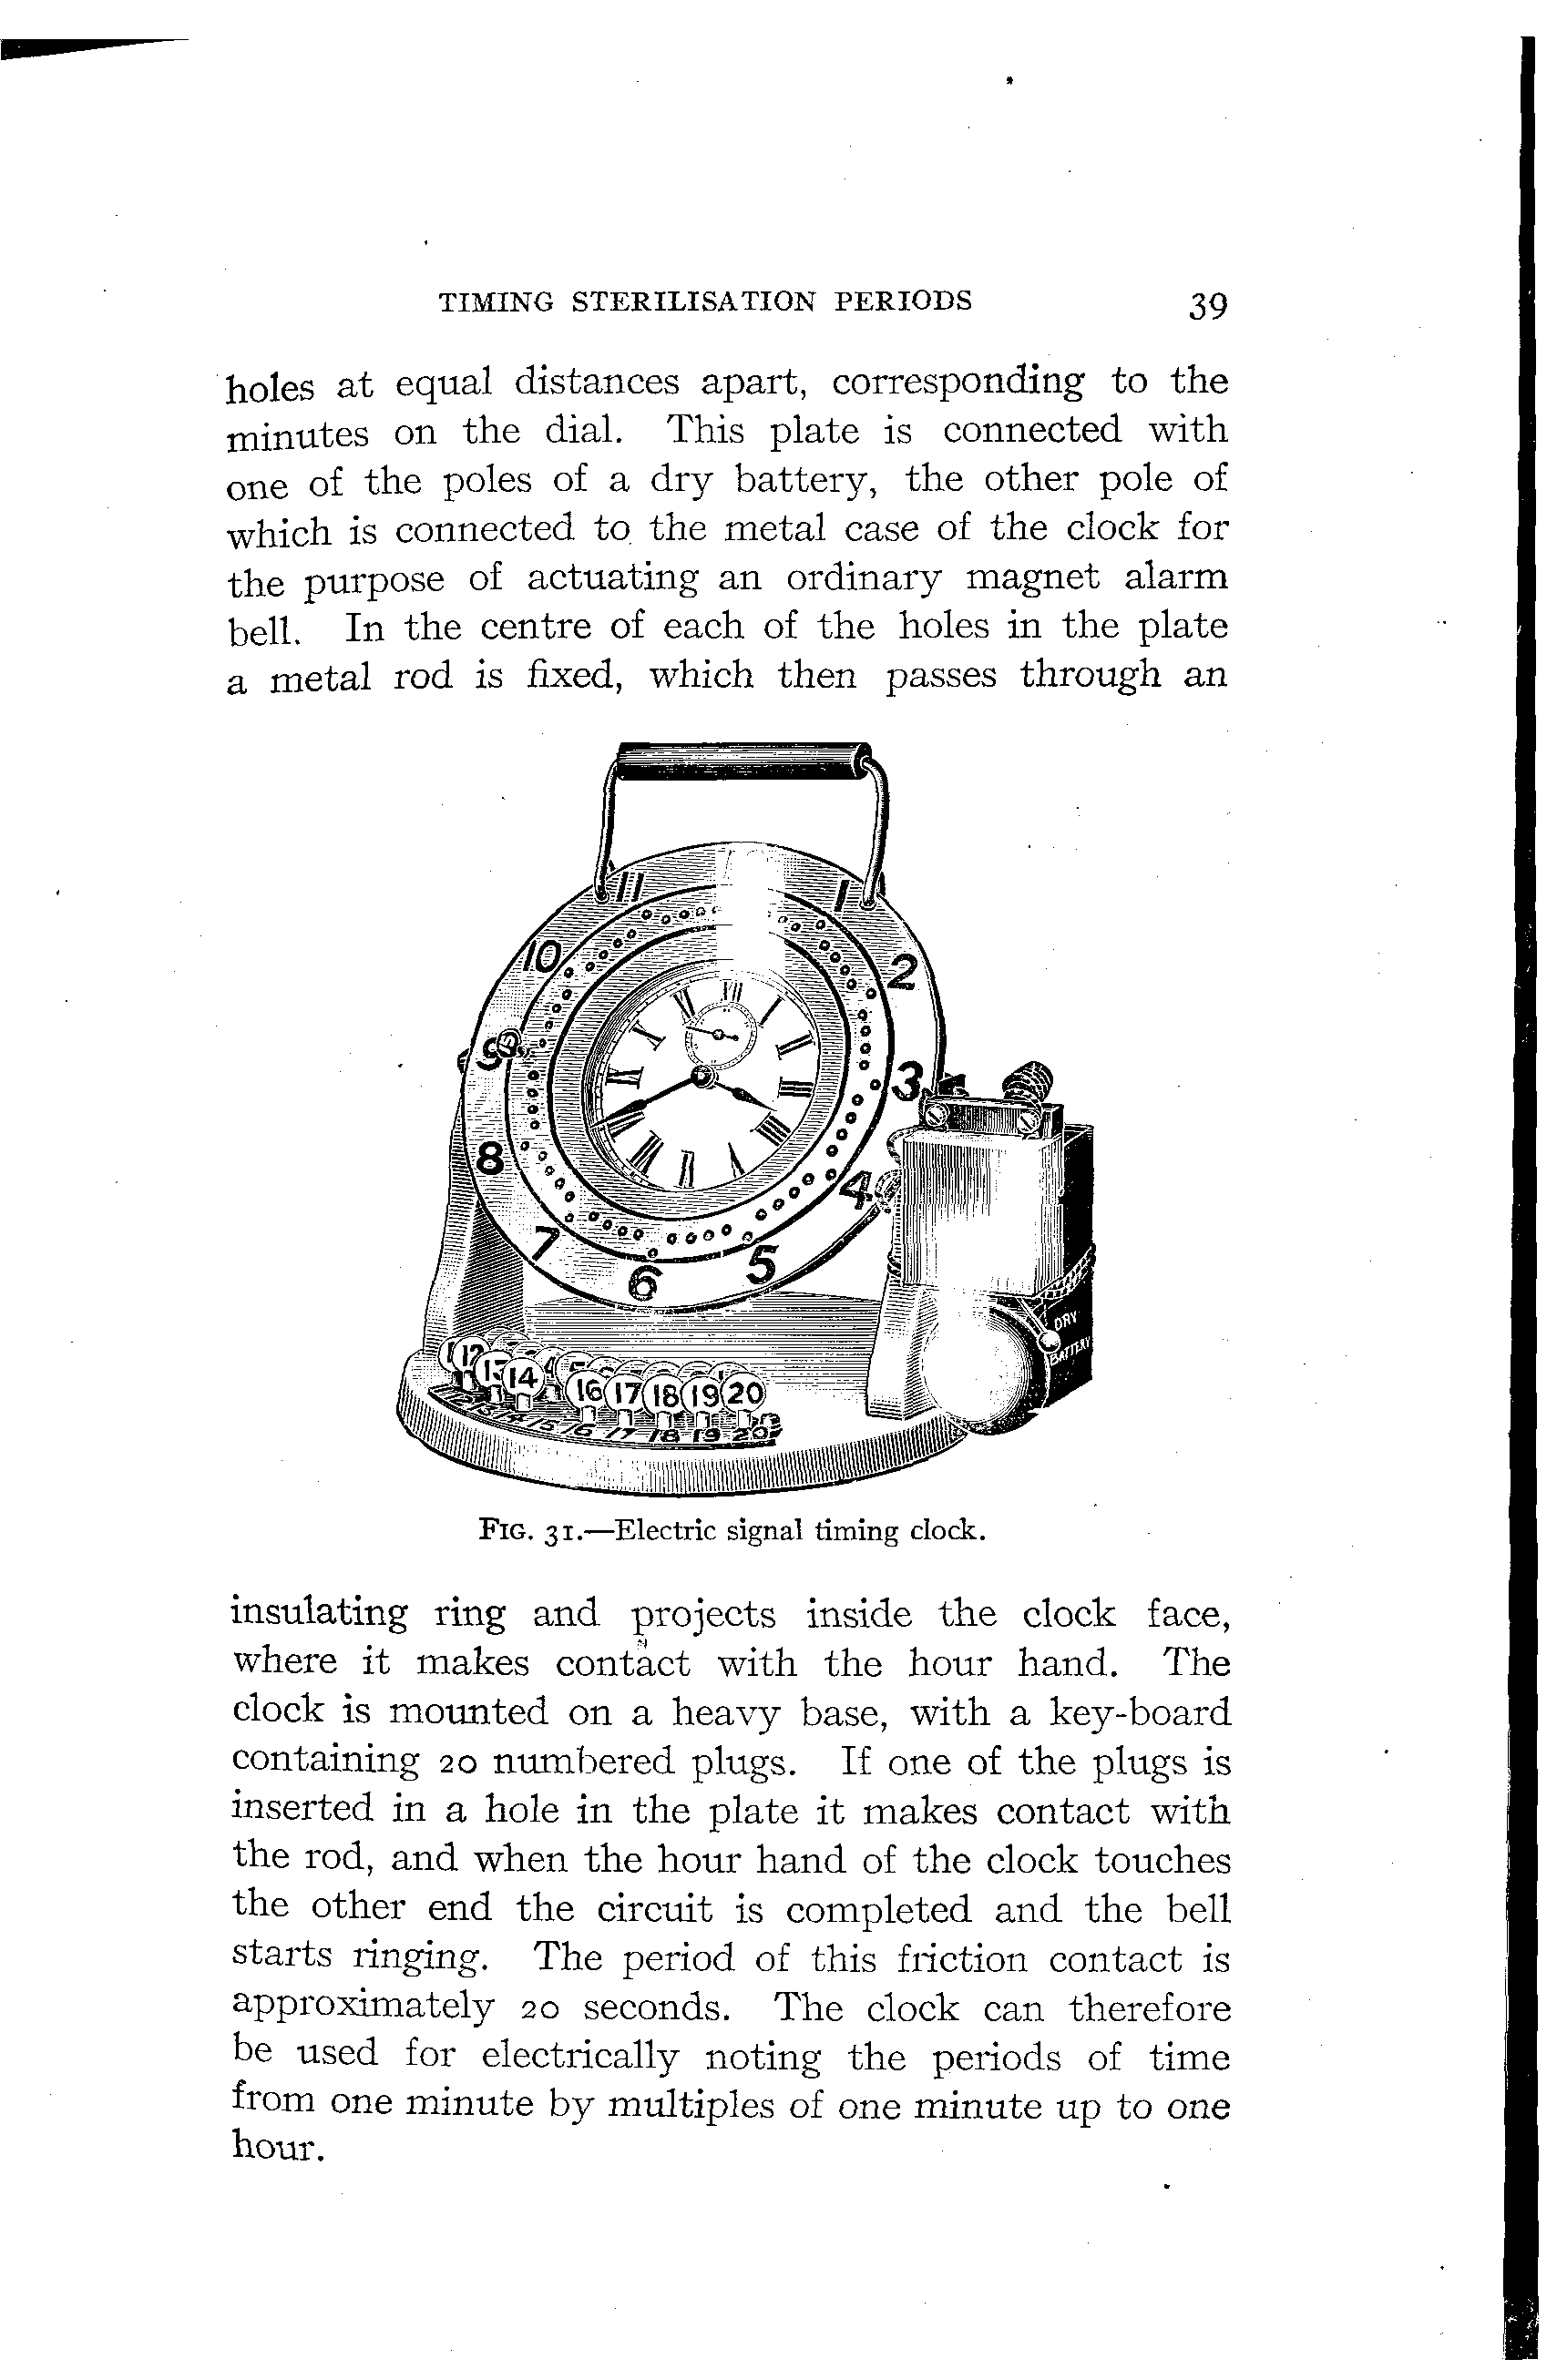 TIMING STERILISATION PERIODS 39
holes at equal distances apart, corresponding to the
minutes on the dial. This plate is connected with
one of the poles of a dry battery, the other pole of
which is connected to the metal case of the clock for
the purpose of actuating an ordinary magnet alarm
bell. In the centre of each of the holes in the plate
a metal rod is fixed, which then passes through an
11 1
10 2
9 3
8 4
7 6 5
DRY
BATTERY
12 13 14 16 17 18 19 20
12 13 14 15 16 17 18 19 20
FIG. 31.—Electric signal timing clock.
insulating ring and projects inside the clock face,
where it makes contact with the hour hand. The
clock is mounted on a heavy base, with a key-board
containing 20 numbered plugs. If one of the plugs is
inserted in a hole in the plate it makes contact with
the rod, and when the hour hand of the clock touches
the other end the circuit is completed and the bell
starts ringing. The period of this friction contact is
approximately 20 seconds. The clock can therefore
be used for electrically noting the periods of time
from one minute by multiples of one minute up to one
hour.